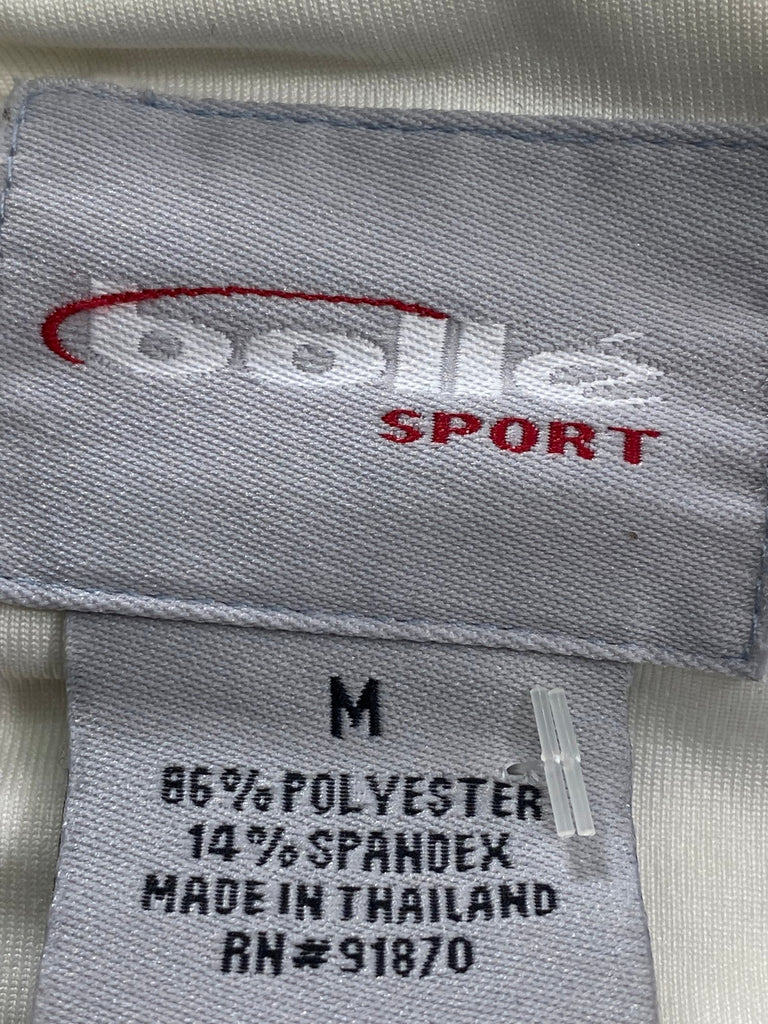 bollé
SPORT
M
86% POLYESTER
14% SPANDEX
MADE IN THAILAND
RN#91870